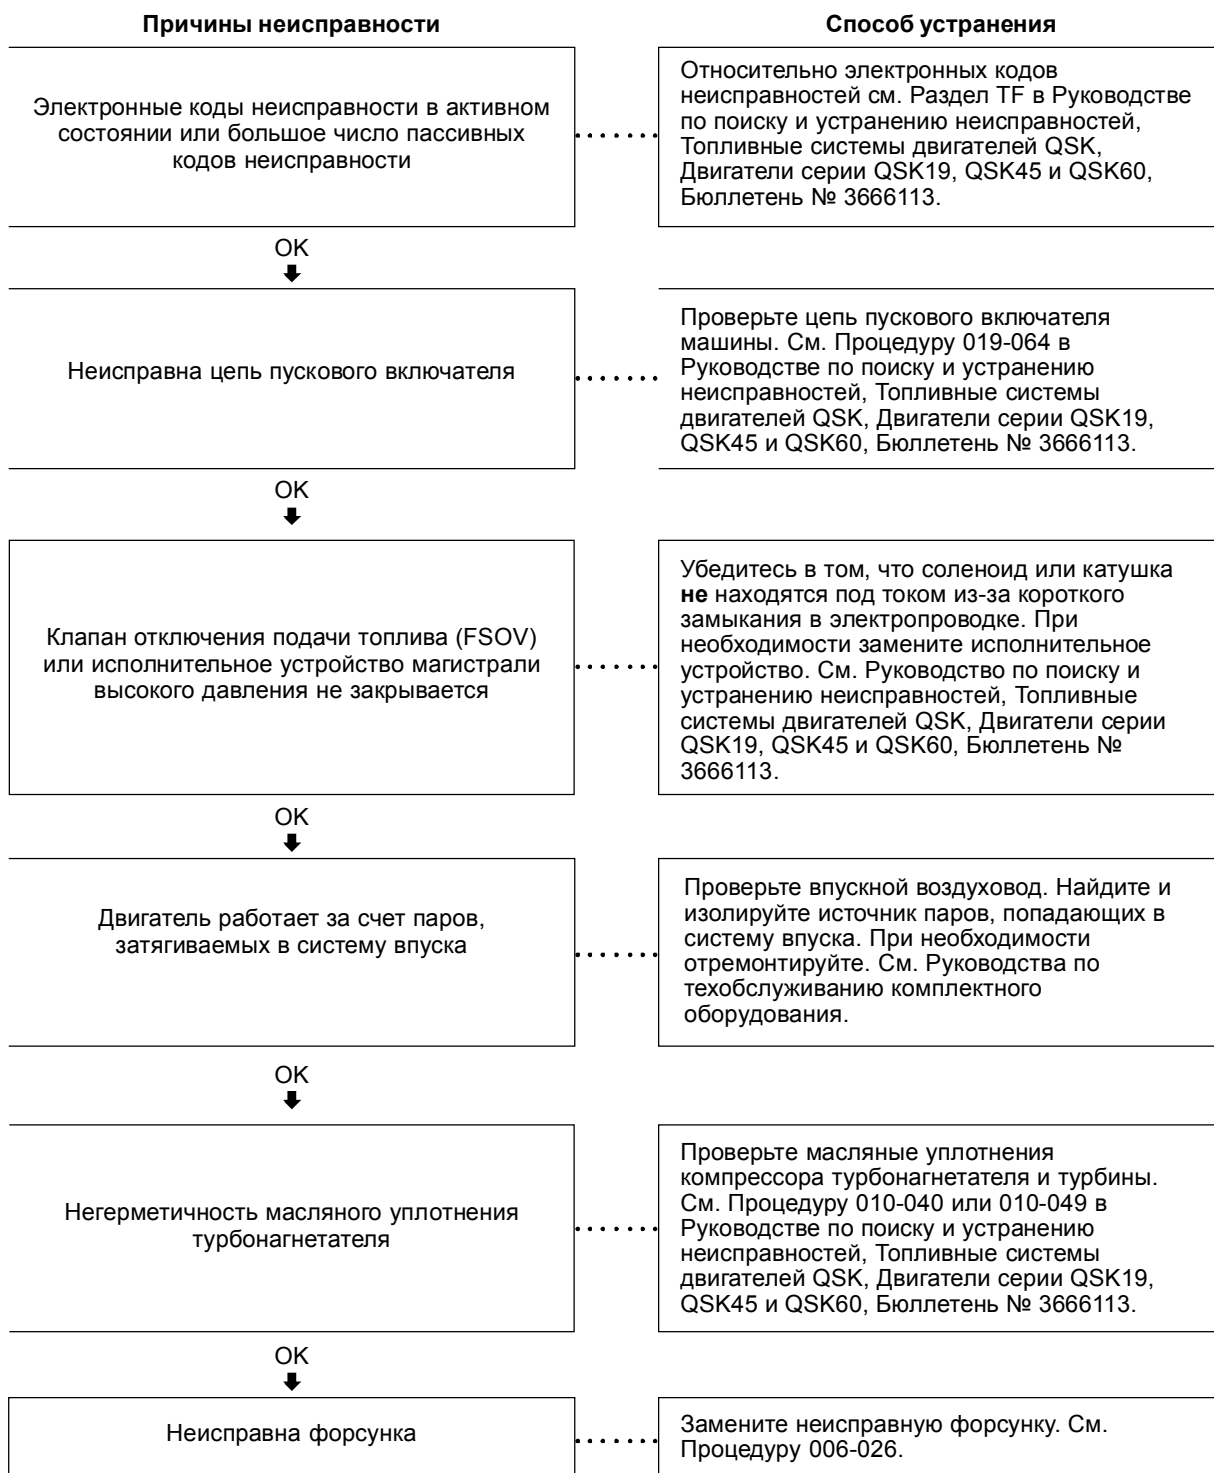 Причины неисправности
Способ устранения
Электронные коды неисправности в активном
состоянии или большое число пассивных
кодов неисправности
Относительно электронных кодов
неисправностей см. Раздел TF в Руководстве
по поиску и устранению неисправностей,
Топливные системы двигателей QSK,
Двигатели серии QSK19, QSK45 и QSK60,
Бюллетень № 3666113.
OK
Неисправна цепь пускового включателя
Проверьте цепь пускового включателя
машины. См. Процедуру 019-064 в
Руководстве по поиску и устранению
неисправностей, Топливные системы
двигателей QSK, Двигатели серии QSK19,
QSK45 и QSK60, Бюллетень № 3666113.
OK
Клапан отключения подачи топлива (FSOV)
или исполнительное устройство магистрали
высокого давления не закрывается
Убедитесь в том, что соленоид или катушка
не находятся под током из-за короткого
замыкания в электропроводке. При
необходимости замените исполнительное
устройство. См. Руководство по поиску и
устранению неисправностей, Топливные
системы двигателей QSK, Двигатели серии
QSK19, QSK45 и QSK60, Бюллетень №
3666113.
OK
Двигатель работает за счет паров,
затягиваемых в систему впуска
Проверьте впускной воздуховод. Найдите и
изолируйте источник паров, попадающих в
систему впуска. При необходимости
отремонтируйте. См. Руководства по
техобслуживанию комплектного
оборудования.
OK
Негерметичность масляного уплотнения
турбонагнетателя
Проверьте масляные уплотнения
компрессора турбонагнетателя и турбины.
См. Процедуру 010-040 или 010-049 в
Руководстве по поиску и устранению
неисправностей, Топливные системы
двигателей QSK, Двигатели серии QSK19,
QSK45 и QSK60, Бюллетень № 3666113.
OK
Неисправна форсунка
Замените неисправную форсунку. См.
Процедуру 006-026.